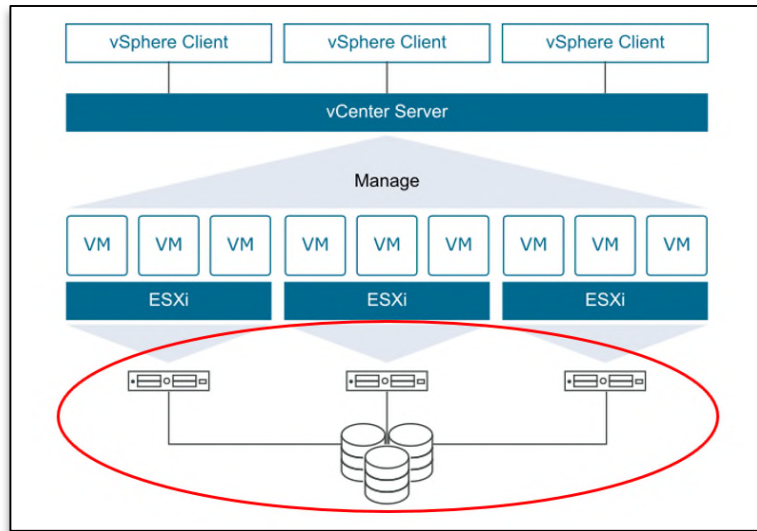 vSphere Client vSphere Client vSphere Client
vCenter Server
Manage
VM VM VM VM VM VM VM VM VM
ESXi ESXi ESXi